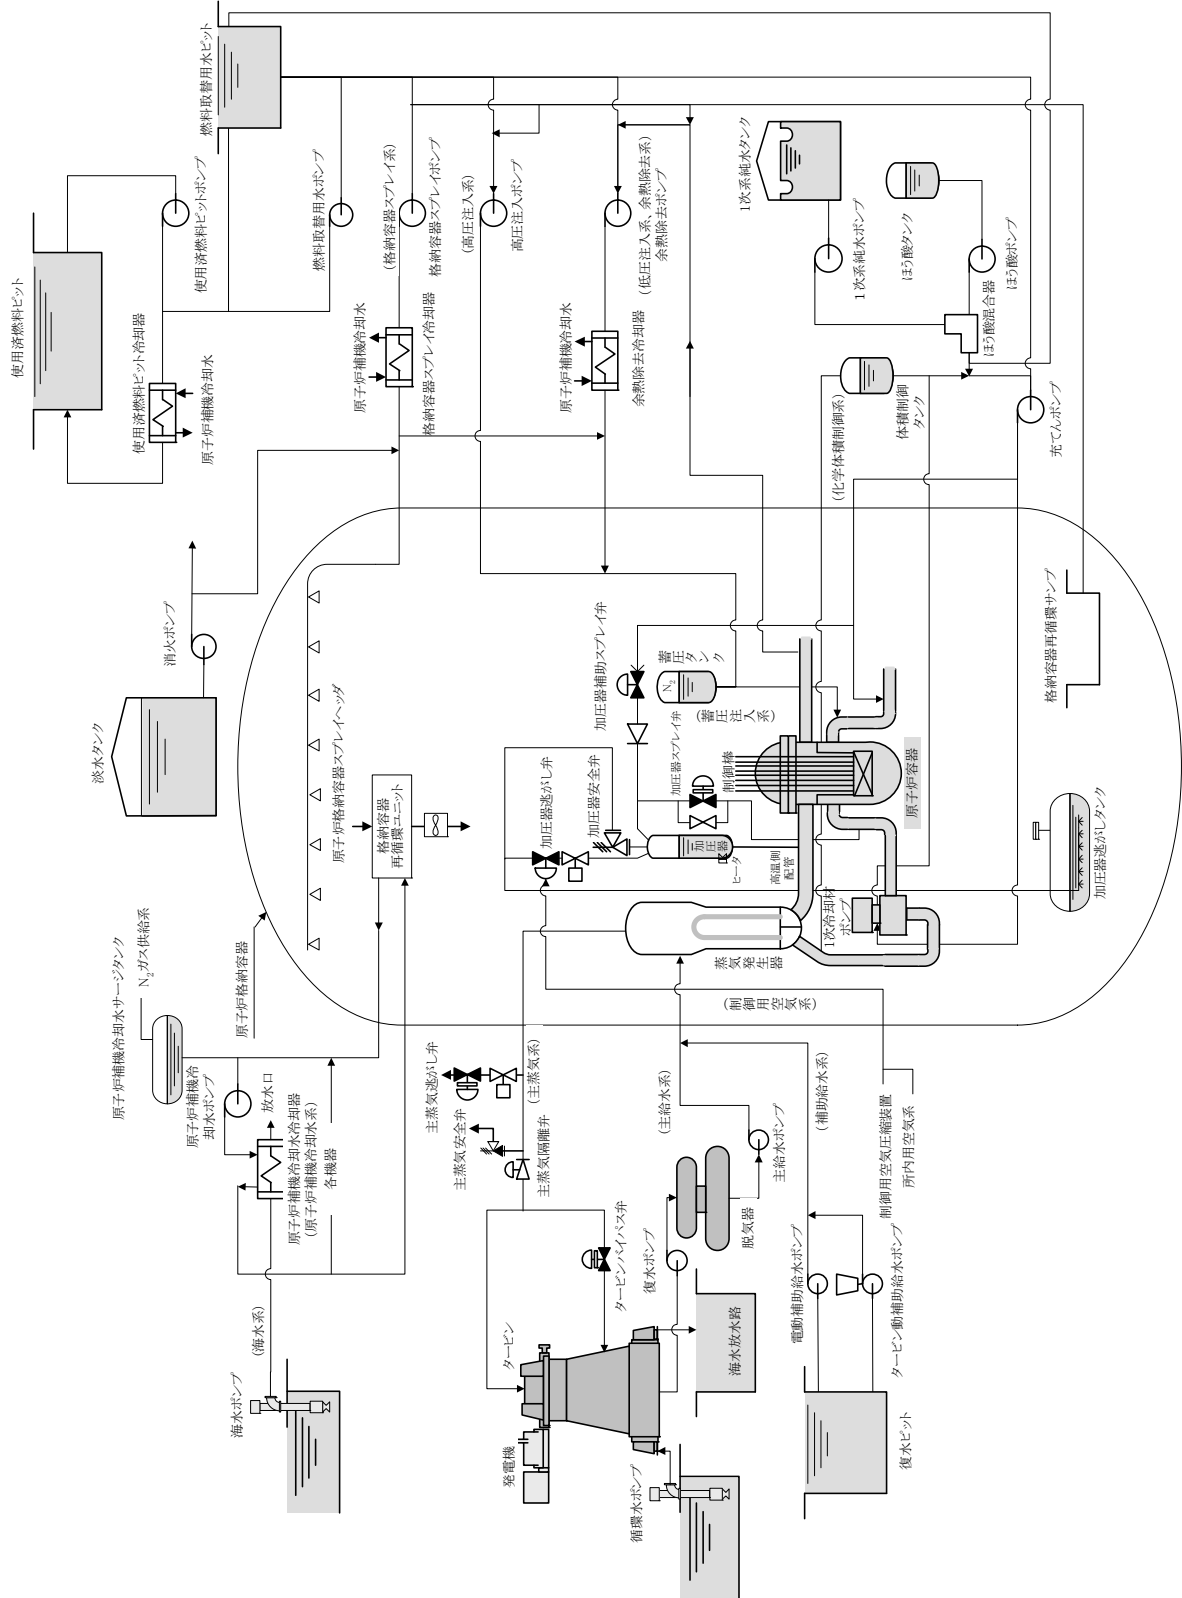 使用済燃料ピット
使用済燃料ピット冷却器
原子炉補機冷却水
使用済燃料ピットポンプ
燃料取替用水ピット
燃料取替用水ポンプ
(格納容器スプレイ系)
格納容器スプレイポンプ
(高圧注入系)
高圧注入ポンプ
(低圧注入系、余熱除去系)
余熱除去ポンプ
1次系純水タンク
1次系純水ポンプ
ほう酸タンク
ほう酸ポンプ
ほう酸混合器
原子炉補機冷却水
格納容器スプレイ冷却器
原子炉補機冷却水
余熱除去冷却器
(化学体積制御系)
体積制御
タンク
充てんポンプ
淡水タンク
消火ポンプ
原子炉格納容器スプレイヘッダ
格納容器
再循環ユニット
加圧器補助スプレイ弁
蓄圧タンク
N₂
(蓄圧注入系)
加圧器スプレイ弁
制御棒
加圧器逃がし弁
加圧器安全弁
加圧器
ヒータ
高温側
配管
原子炉容器
格納容器再循環サンプ
加圧器逃がしタンク
1次冷却材
ポンプ
蒸気発生器
(制御用空気系)
原子炉補機冷却水サージタンク
N₂ガス供給系
原子炉格納容器
原子炉補機冷
却水ポンプ
放水口
原子炉補機冷却水冷却器
(原子炉補機冷却水系)
各機器
(海水系)
海水ポンプ
主蒸気逃がし弁
主蒸気安全弁
(主蒸気系)
主蒸気隔離弁
タービン
発電機
タービンバイパス弁
復水ポンプ
脱気器
(主給水系)
主給水ポンプ
(補助給水系)
制御用空気圧縮装置
所内用空気系
海水放水路
循環水ポンプ
電動補助給水ポンプ
タービン動補助給水ポンプ
復水ピット